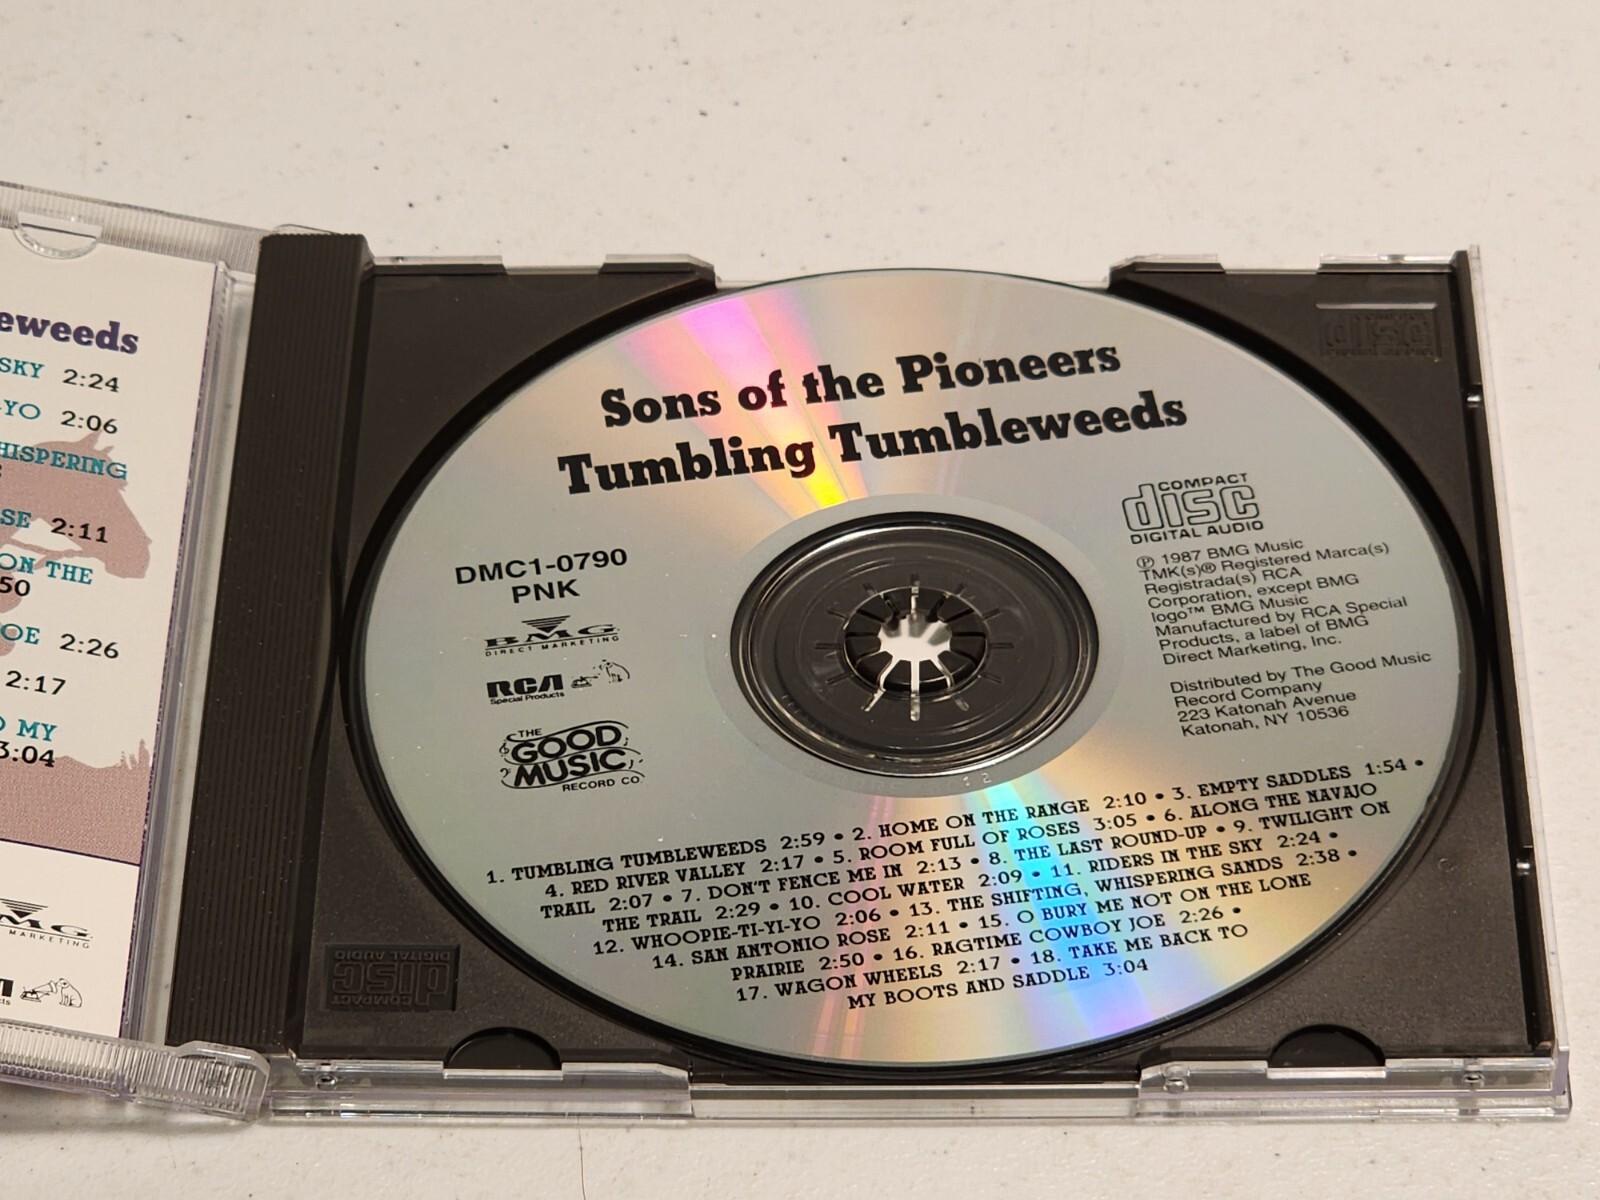 eweeds
SKY 2:24
-YO 2:06
HISPERING
SE 2:11
ON THE
50
OE 2:26
2:17
O MY
3:04
BMG
MARKETING
Sons of the Pioneers
Tumbling Tumbleweeds
DMC1-0790
PNK
BMG
DIRECT MARKETING
RCA
Special Products
THE
GOOD
MUSIC
RECORD CO.
COMPACT
disc
DIGITAL AUDIO
℗ 1987 BMG Music
TMK(s)® Registered Marca(s)
Registrada(s) RCA
Corporation, except BMG
logo™ BMG Music
Manufactured by RCA Special
Products, a label of BMG
Direct Marketing, Inc.
Distributed by The Good Music
Record Company
223 Katonah Avenue
Katonah, NY 10536
12
1. TUMBLING TUMBLEWEEDS 2:59 • 2. HOME ON THE RANGE 2:10 • 3. EMPTY SADDLES 1:54 •
4. RED RIVER VALLEY 2:17 • 5. ROOM FULL OF ROSES 3:05 • 6. ALONG THE NAVAJO
TRAIL 2:07 • 7. DON'T FENCE ME IN 2:13 • 8. THE LAST ROUND-UP • 9. TWILIGHT ON
THE TRAIL 2:29 • 10. COOL WATER 2:09 • 11. RIDERS IN THE SKY 2:24 •
12. WHOOPIE-TI-YI-YO 2:06 • 13. THE SHIFTING, WHISPERING SANDS 2:38 •
14. SAN ANTONIO ROSE 2:11 • 15. O BURY ME NOT ON THE LONE
PRAIRIE 2:50 • 16. RAGTIME COWBOY JOE 2:26 •
17. WAGON WHEELS 2:17 • 18. TAKE ME BACK TO
MY BOOTS AND SADDLE 3:04
disc
COMPACT
disc
DIGITAL AUDIO